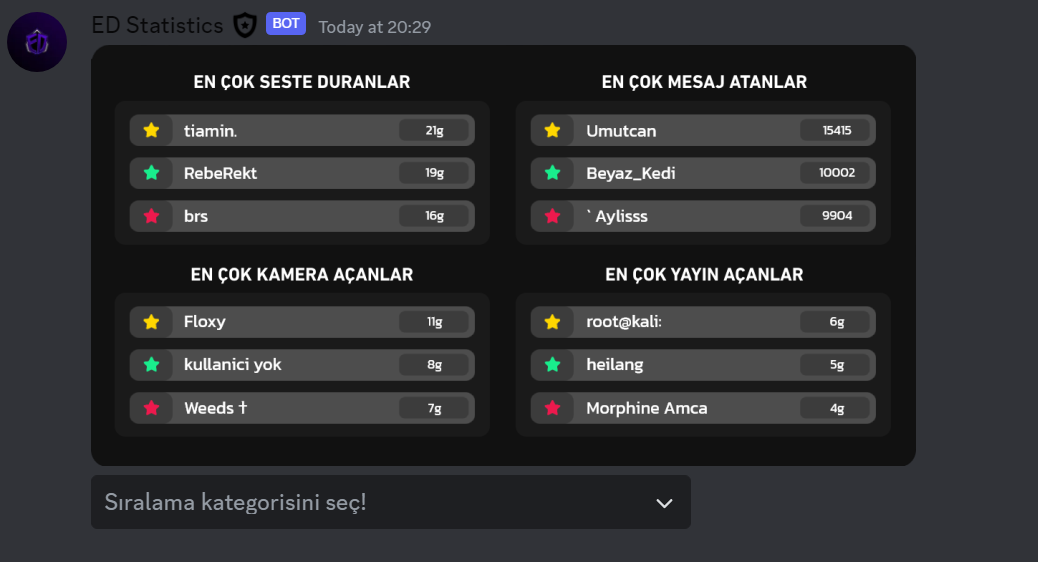 ED Statistics BOT Today at 20:29
EN ÇOK SESTE DURANLAR
tiamin. 21g
RebeRekt 19g
brs 16g
EN ÇOK MESAJ ATANLAR
Umutcan 15415
Beyaz_Kedi 10002
` Aylisss 9904
EN ÇOK KAMERA AÇANLAR
Floxy 11g
kullanici yok 8g
Weeds † 7g
EN ÇOK YAYIN AÇANLAR
root@kali: 6g
heilang 5g
Morphine Amca 4g
Sıralama kategorisini seç!